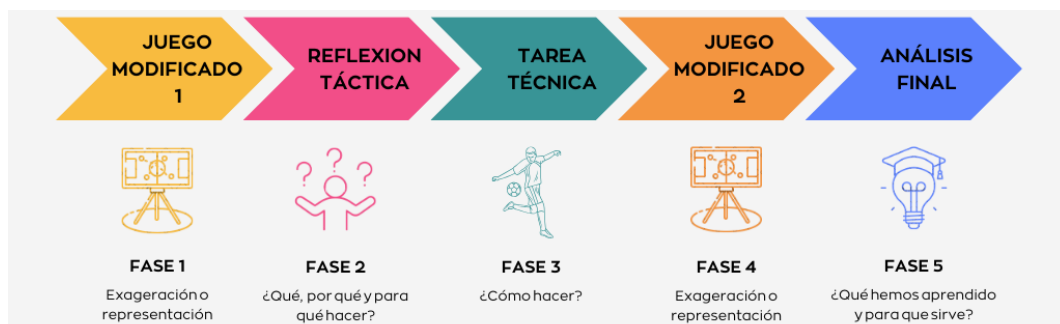 JUEGO
MODIFICADO
1
REFLEXION
TÁCTICA
TAREA
TÉCNICA
JUEGO
MODIFICADO
2
ANÁLISIS
FINAL
? ? ?
FASE 1
Exageración o
representación
FASE 2
¿Qué, por qué y para
qué hacer?
FASE 3
¿Cómo hacer?
FASE 4
Exageración o
representación
FASE 5
¿Qué hemos aprendido
y para que sirve?